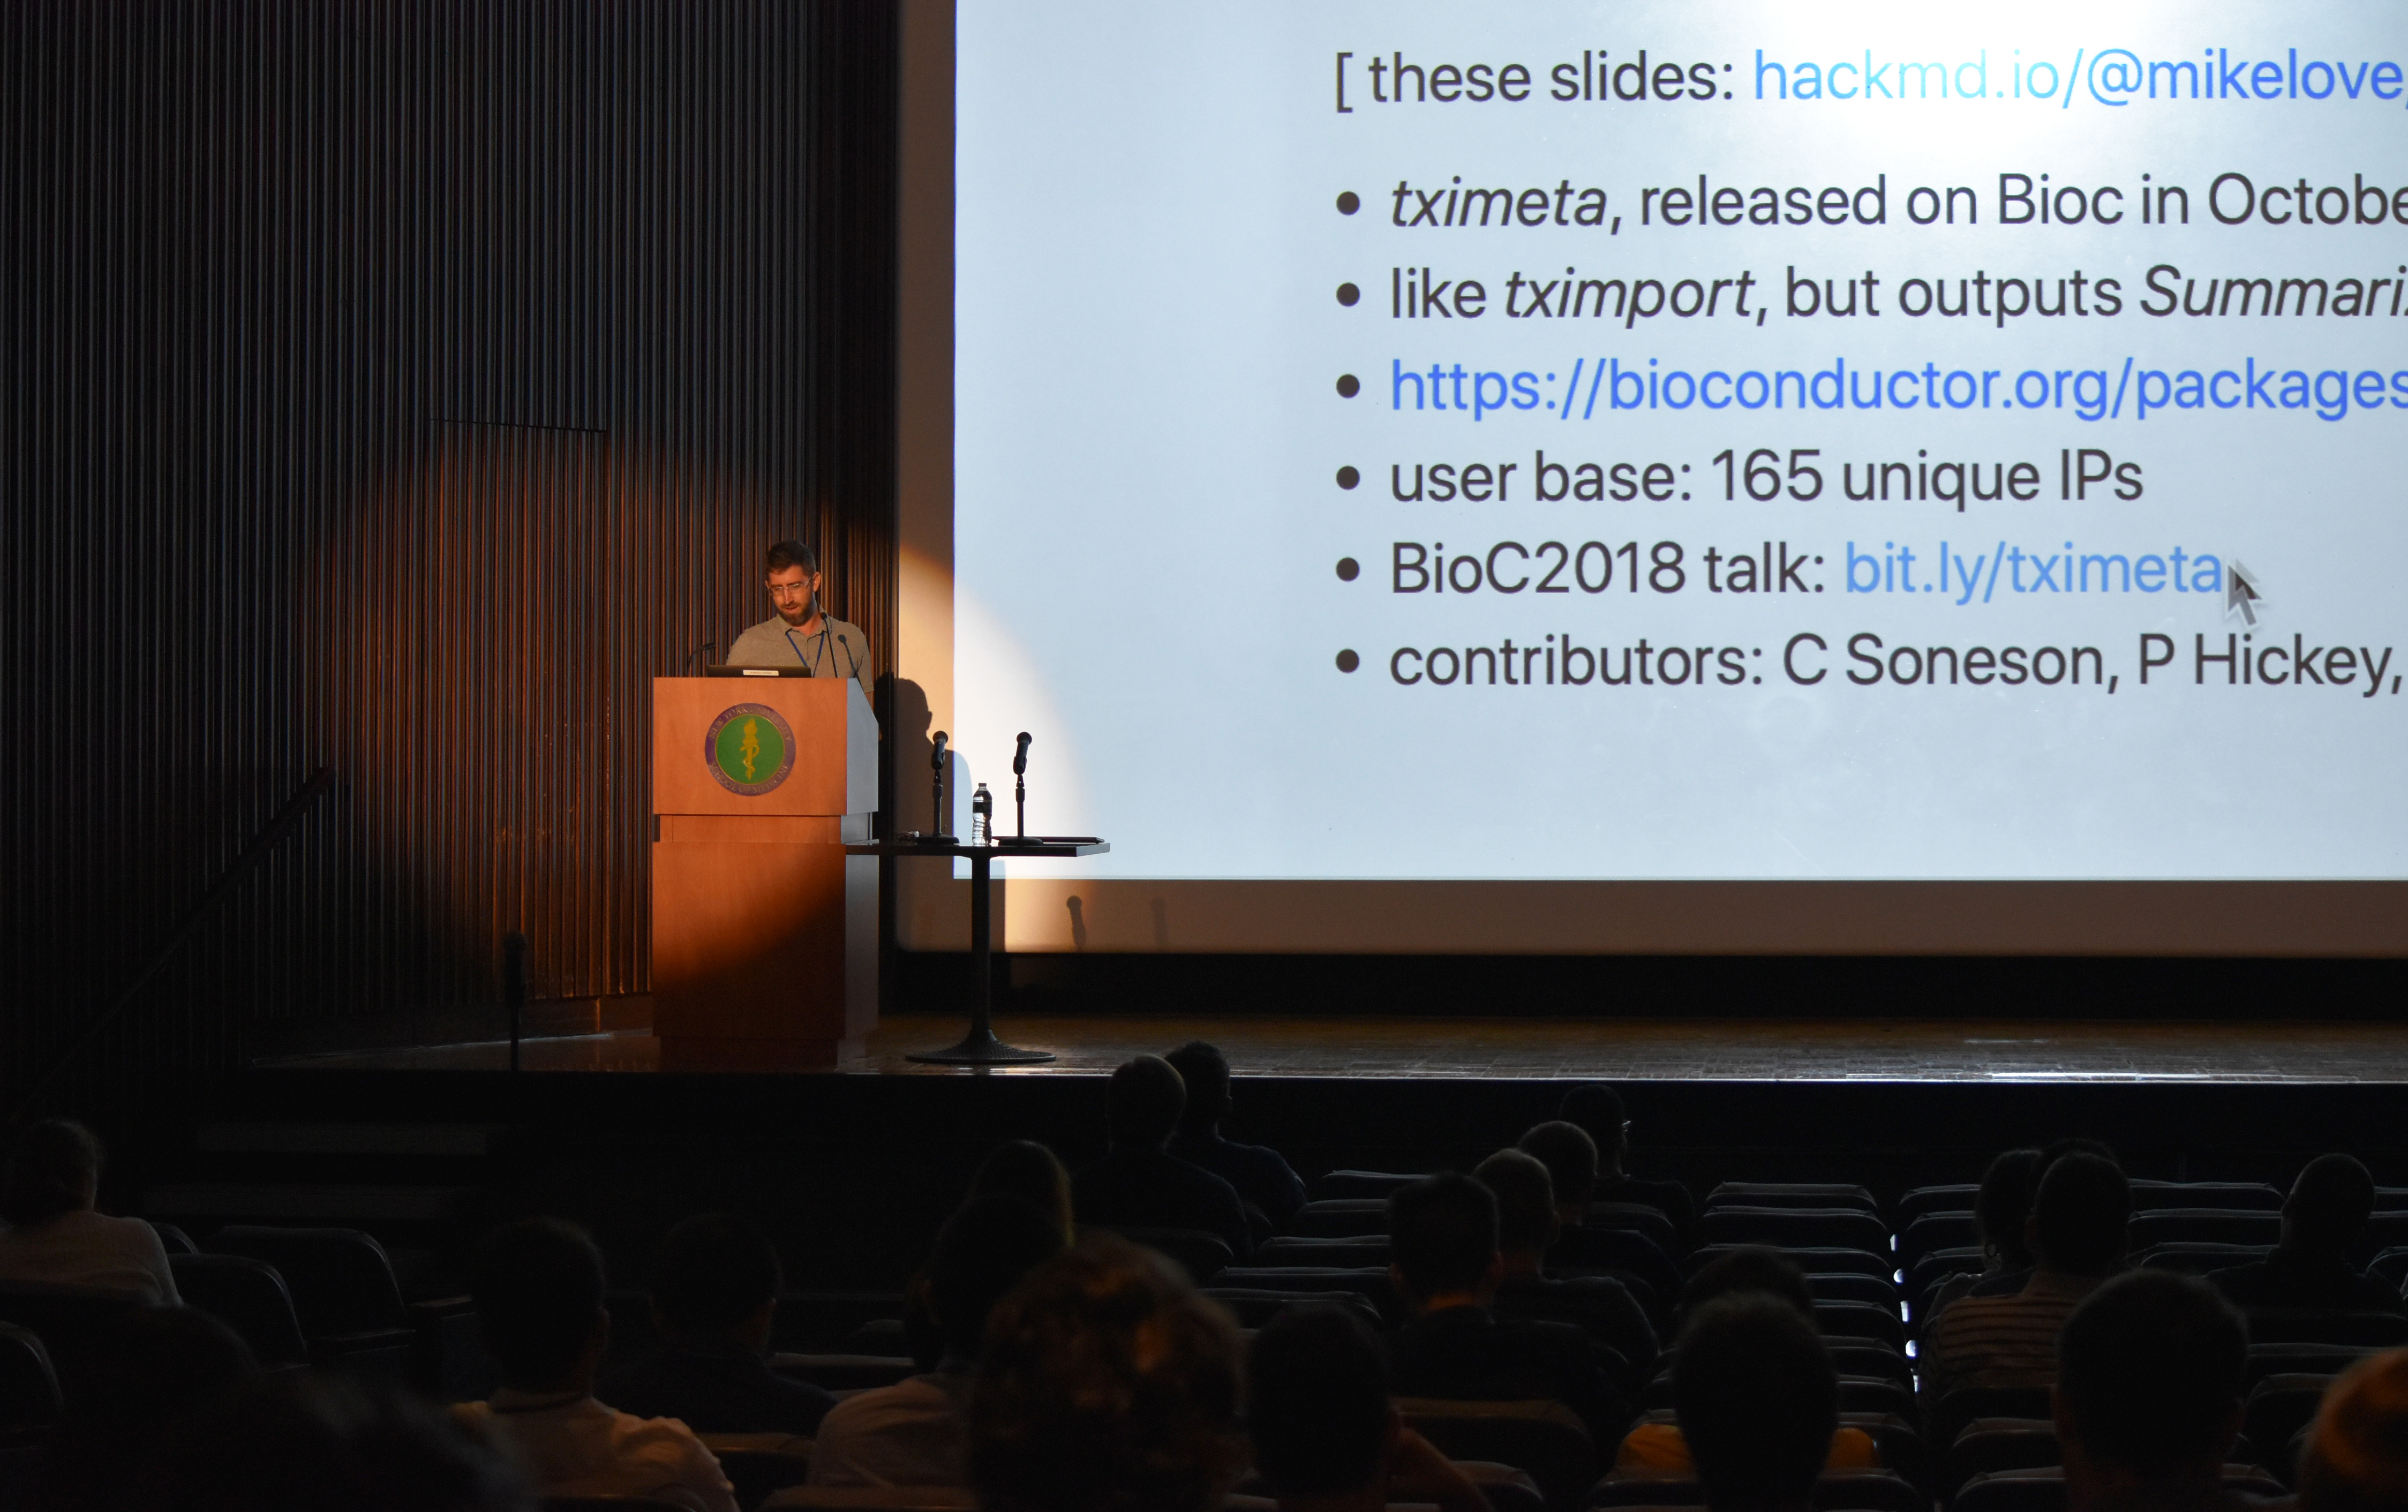 [ these slides: hackmd.io/@mikelove
• tximeta, released on Bioc in Octobe
• like tximport, but outputs Summari
• https://bioconductor.org/packages
• user base: 165 unique IPs
• BioC2018 talk: bit.ly/tximeta
• contributors: C Soneson, P Hickey,